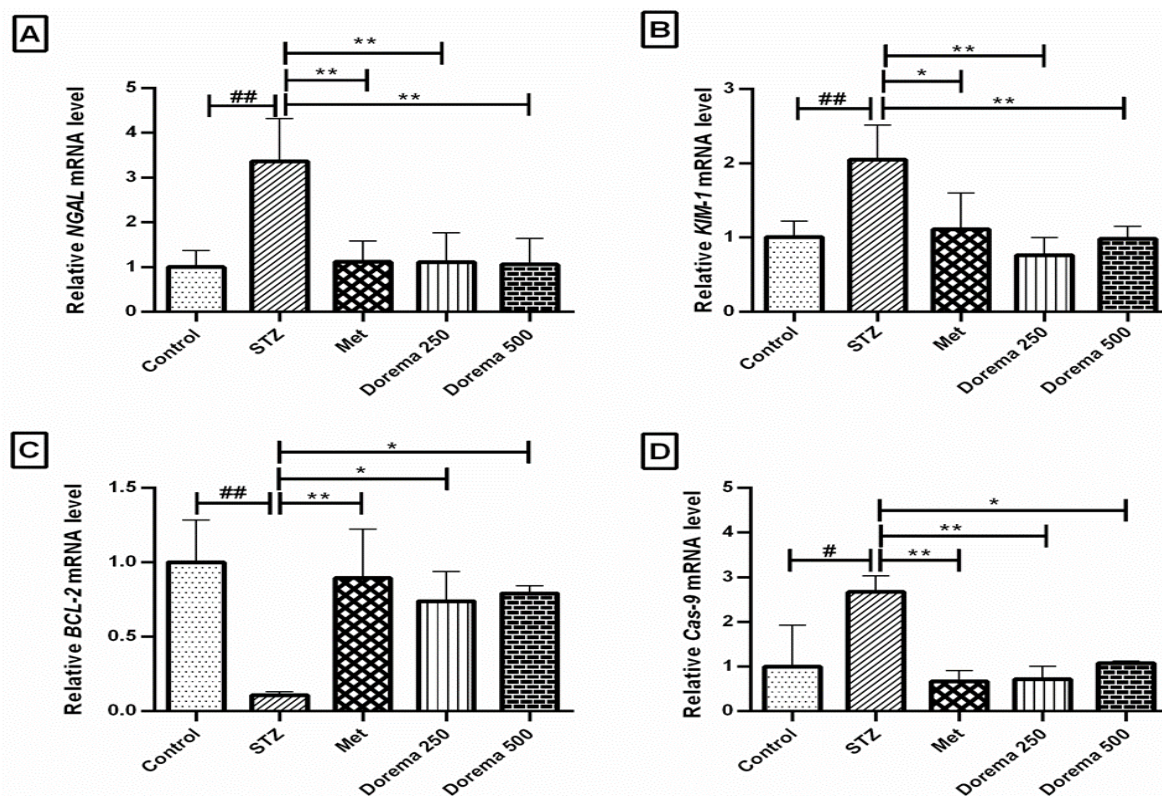 A
Relative NGAL mRNA level
**
**
##
**
5
4
3
2
1
0
Control
STZ
Met
Dorema 250
Dorema 500
B
Relative KIM-1 mRNA level
**
*
##
**
3
2
1
0
Control
STZ
Met
Dorema 250
Dorema 500
C
Relative BCL-2 mRNA level
*
*
##
**
1.5
1.0
0.5
0.0
Control
STZ
Met
Dorema 250
Dorema 500
D
Relative Cas-9 mRNA level
*
**
#
**
5
4
3
2
1
0
Control
STZ
Met
Dorema 250
Dorema 500